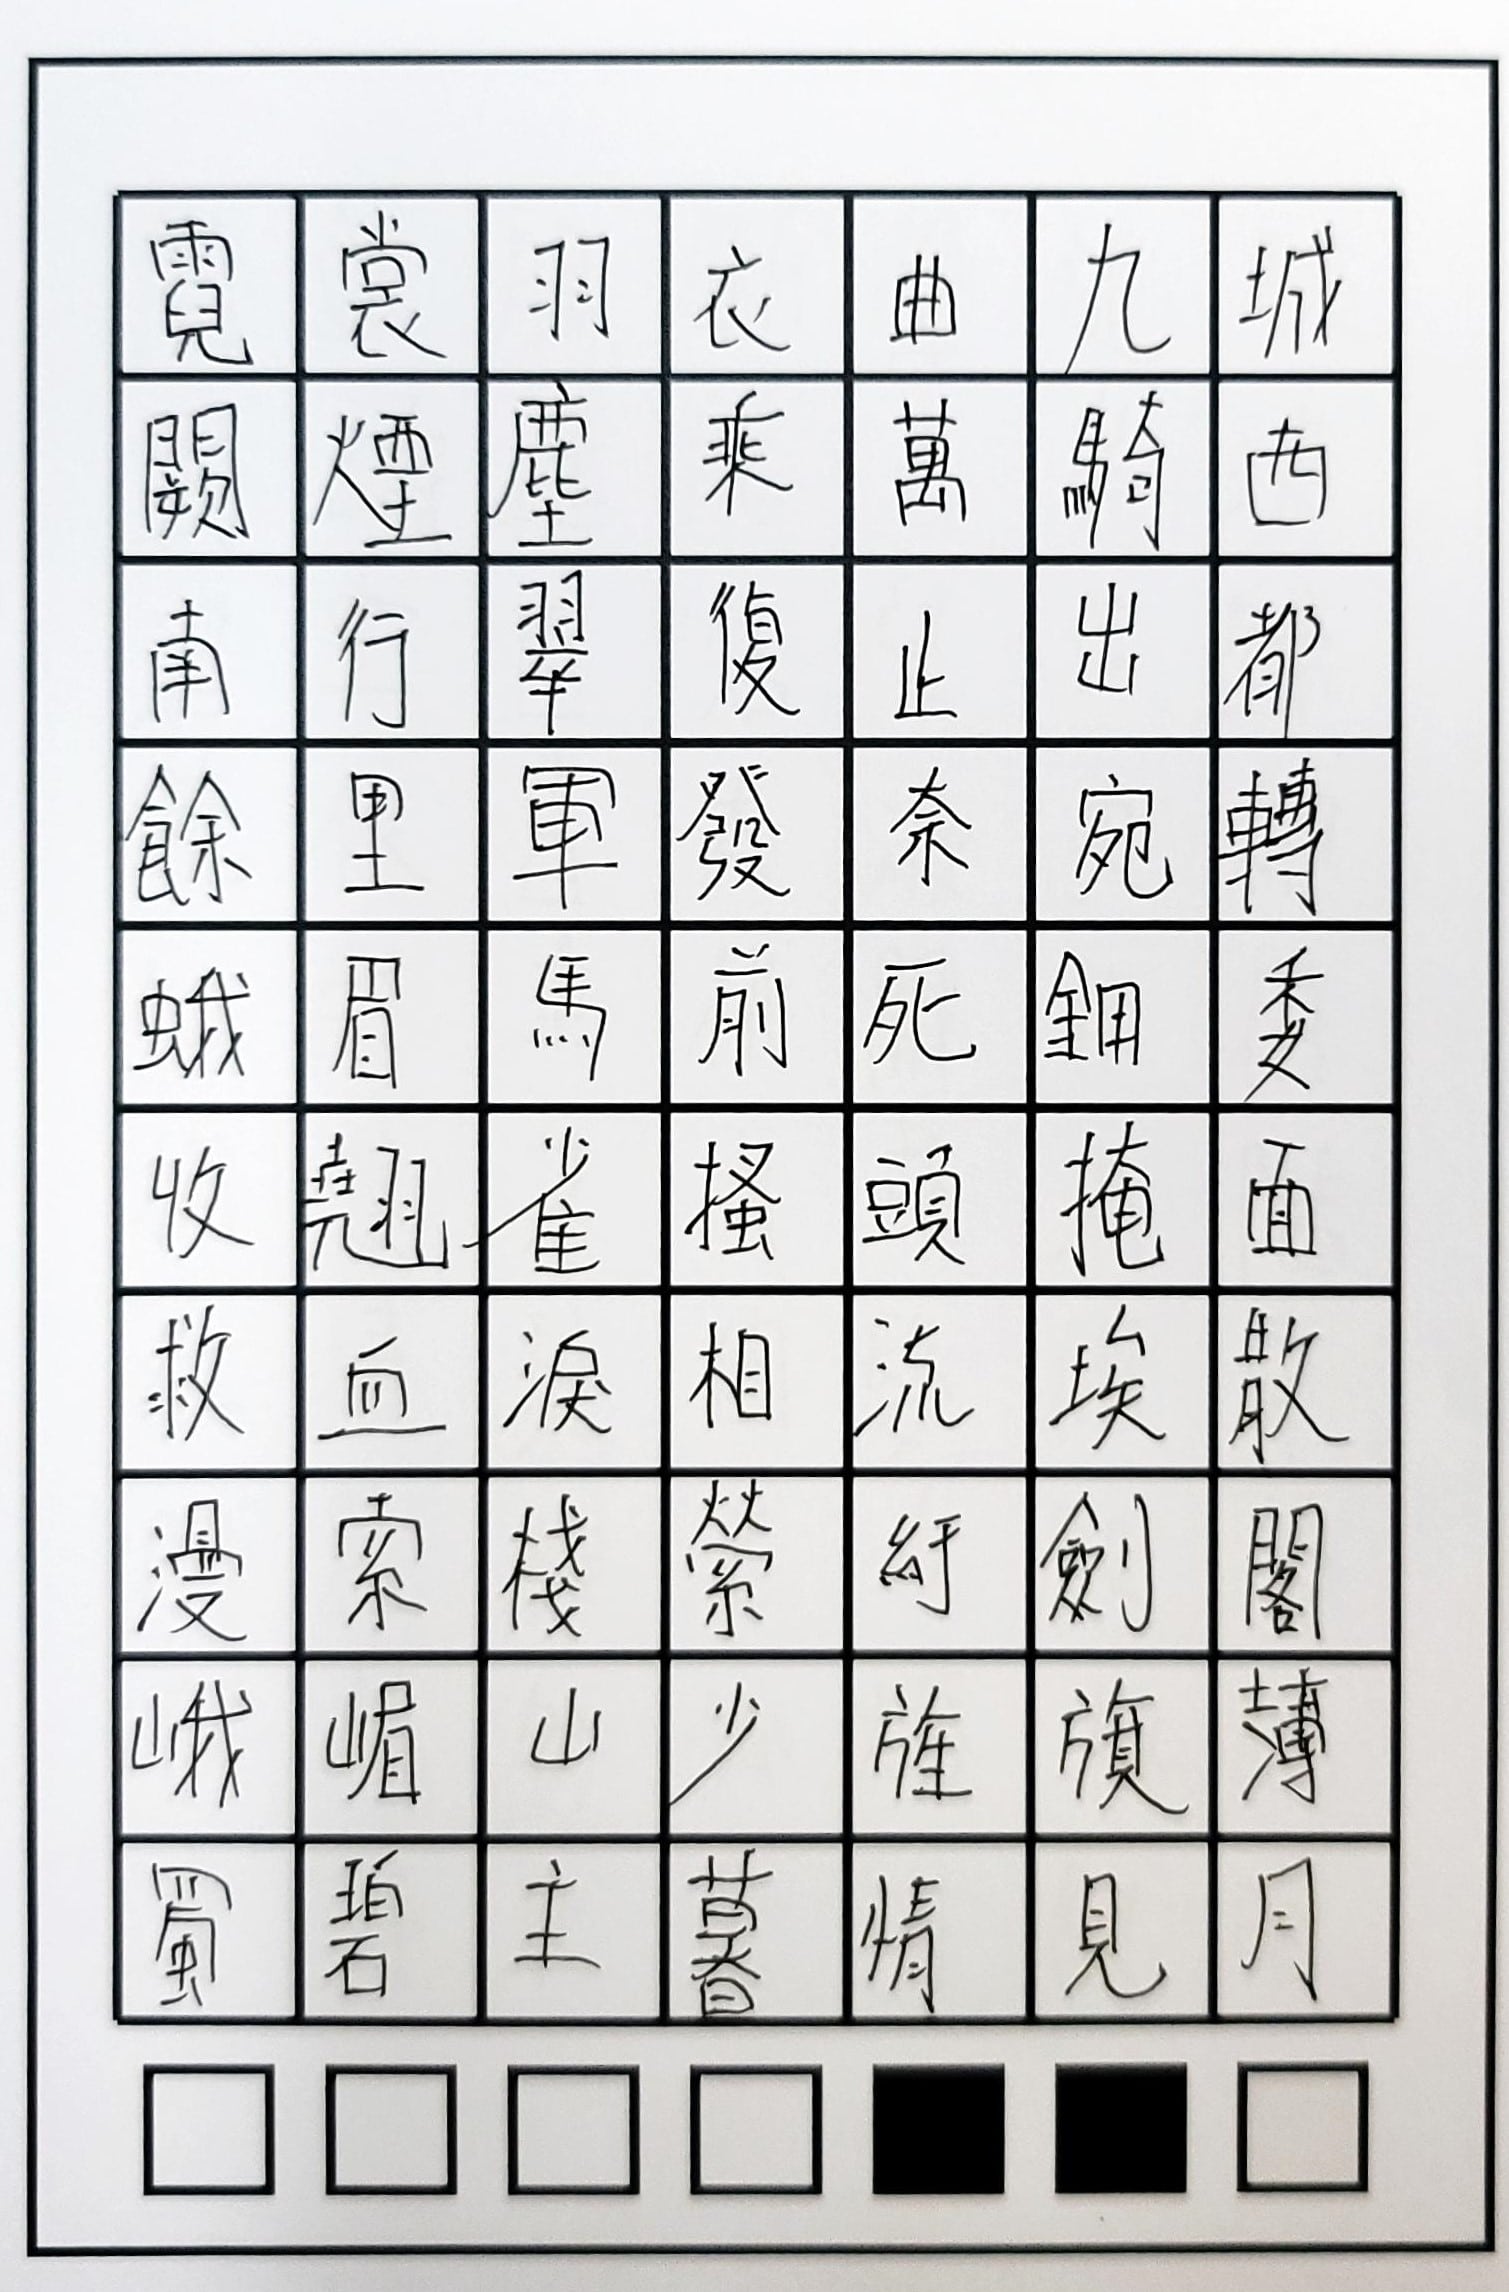 霓裳羽衣曲九城
闕煙塵乘萬騎西
南行翠復止出都
餘里軍發奈宛轉
蛾眉馬前死鈿委
收翹雀搔頭掩面
救血淚相流埃散
漫索棧縈紆劍閣
峨嵋山少旌旗薄
蜀碧主暮情見月